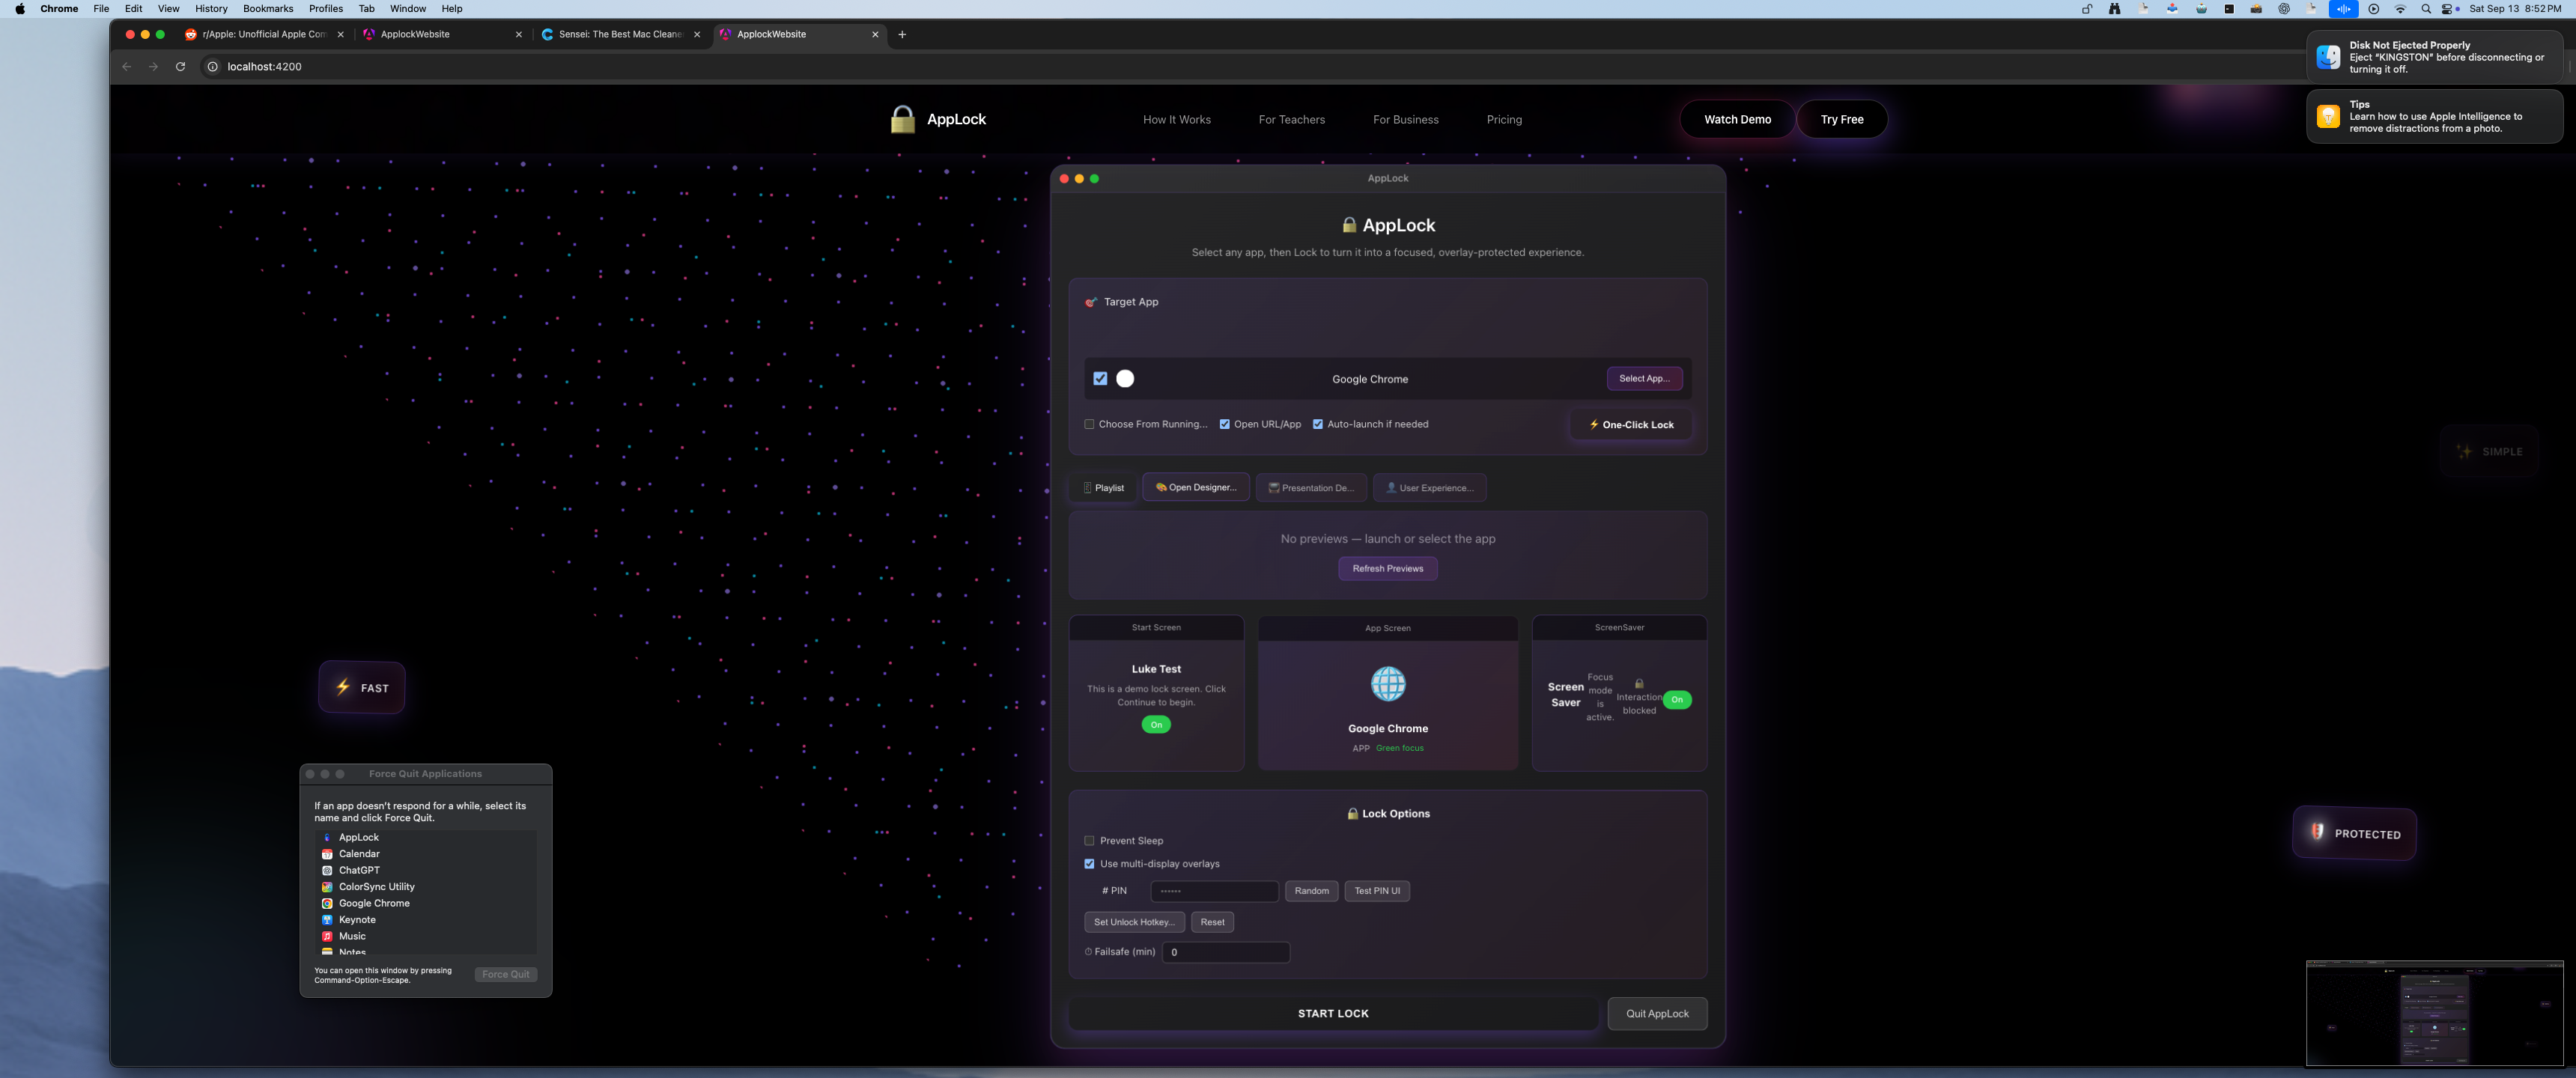 Chrome File Edit View History Bookmarks Profiles Tab Window Help
Sat Sep 13 8:52 PM
r/Apple: Unofficial Apple Com
ApplockWebsite
Sensei: The Best Mac Cleane
ApplockWebsite
localhost:4200
Disk Not Ejected Properly
Eject "KINGSTON" before disconnecting or
turning it off.
Tips
Learn how to use Apple Intelligence to
remove distractions from a photo.
AppLock
How It Works
For Teachers
For Business
Pricing
Watch Demo
Try Free
AppLock
AppLock
Select any app, then Lock to turn it into a focused, overlay-protected experience.
Target App
Google Chrome
Select App...
Choose From Running...
Open URL/App
Auto-launch if needed
One-Click Lock
Playlist
Open Designer...
Presentation De...
User Experience...
No previews — launch or select the app
Refresh Previews
Start Screen
Luke Test
This is a demo lock screen. Click
Continue to begin.
On
App Screen
Google Chrome
APP Green focus
ScreenSaver
Screen
Saver
Focus
mode
is
active.
Interaction
blocked
On
Lock Options
Prevent Sleep
Use multi-display overlays
# PIN
Random
Test PIN UI
Set Unlock Hotkey...
Reset
Failsafe (min)
0
START LOCK
Quit AppLock
FAST
SIMPLE
PROTECTED
Force Quit Applications
If an app doesn't respond for a while, select its
name and click Force Quit.
AppLock
Calendar
ChatGPT
ColorSync Utility
Google Chrome
Keynote
Music
Notes
You can open this window by pressing
Command-Option-Escape.
Force Quit